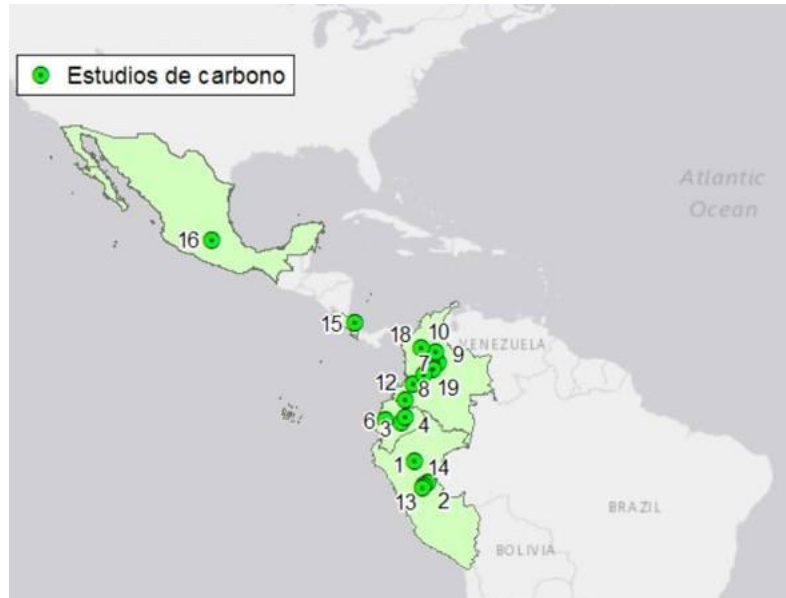 Estudios de carbono
Atlantic
Ocean
16
15
18
10
VENEZUELA
7
9
12
8
19
6
3
4
1
14
13
2
BRAZIL
BOLIVIA